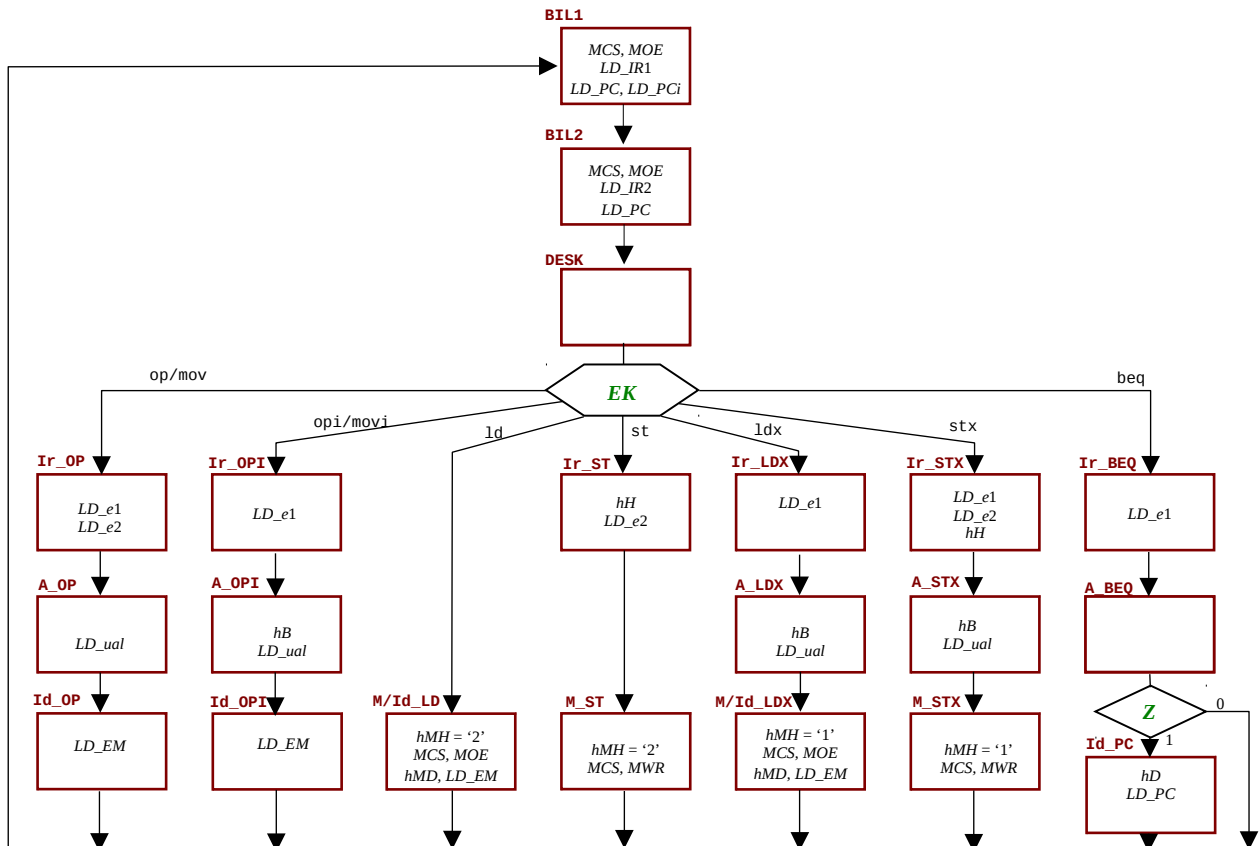 BIL1
MCS, MOE
LD_IR1
LD_PC, LD_PCi
BIL2
MCS, MOE
LD_IR2
LD_PC
DESK
EK
op/mov
opi/movi
ld
st
ldx
stx
beq
Ir_OP
LD_e1
LD_e2
Ir_OPI
LD_e1
Ir_ST
hH
LD_e2
Ir_LDX
LD_e1
Ir_STX
LD_e1
LD_e2
hH
Ir_BEQ
LD_e1
A_OP
LD_ual
A_OPI
hB
LD_ual
A_LDX
hB
LD_ual
A_STX
hB
LD_ual
A_BEQ
Z
0
1
Id_OP
LD_EM
Id_OPI
LD_EM
M/Id_LD
hMH = ‘2’
MCS, MOE
hMD, LD_EM
M_ST
hMH = ‘2’
MCS, MWR
M/Id_LDX
hMH = ‘1’
MCS, MOE
hMD, LD_EM
M_STX
hMH = ‘1’
MCS, MWR
Id_PC
hD
LD_PC